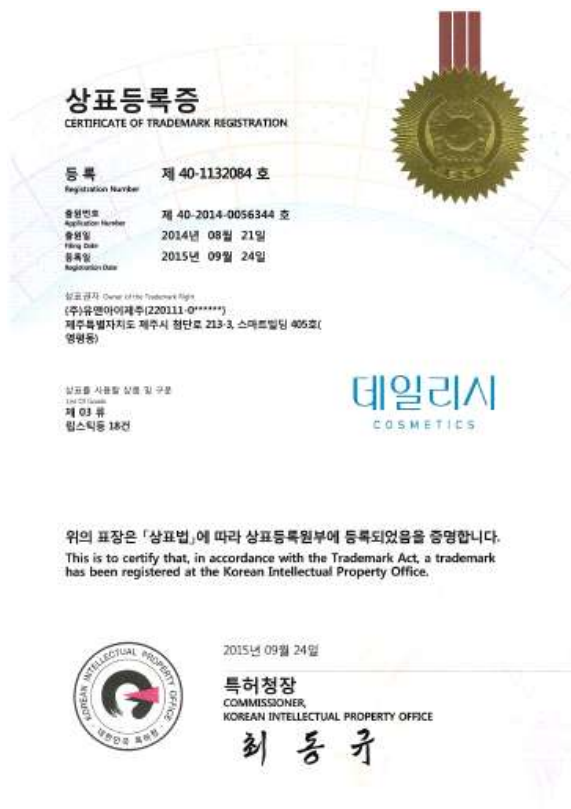 상표등록증
CERTIFICATE OF TRADEMARK REGISTRATION
등 록 제 40-1132084 호
Registration Number
출원번호 제 40-2014-0056344 호
Application Number
출원일 2014년 08월 21일
Filing Date
등록일 2015년 09월 24일
Registration Date
상표권자 Owner of the Trademark Right
(주)유앤아이제주(220111-0******)
제주특별자치도 제주시 첨단로 213-3, 스마트빌딩 405호(
영평동)
상표를 사용할 상품 및 구분
List Of Goods
제 03 류
립스틱등 18건
데일리시
COSMETICS
위의 표장은 「상표법」에 따라 상표등록원부에 등록되었음을 증명합니다.
This is to certify that, in accordance with the Trademark Act, a trademark
has been registered at the Korean Intellectual Property Office.
2015년 09월 24일
특허청장
COMMISSIONER,
KOREAN INTELLECTUAL PROPERTY OFFICE
최 동 규
KOREAN INTELLECTUAL PROPERTY OFFICE
대한민국 특허청